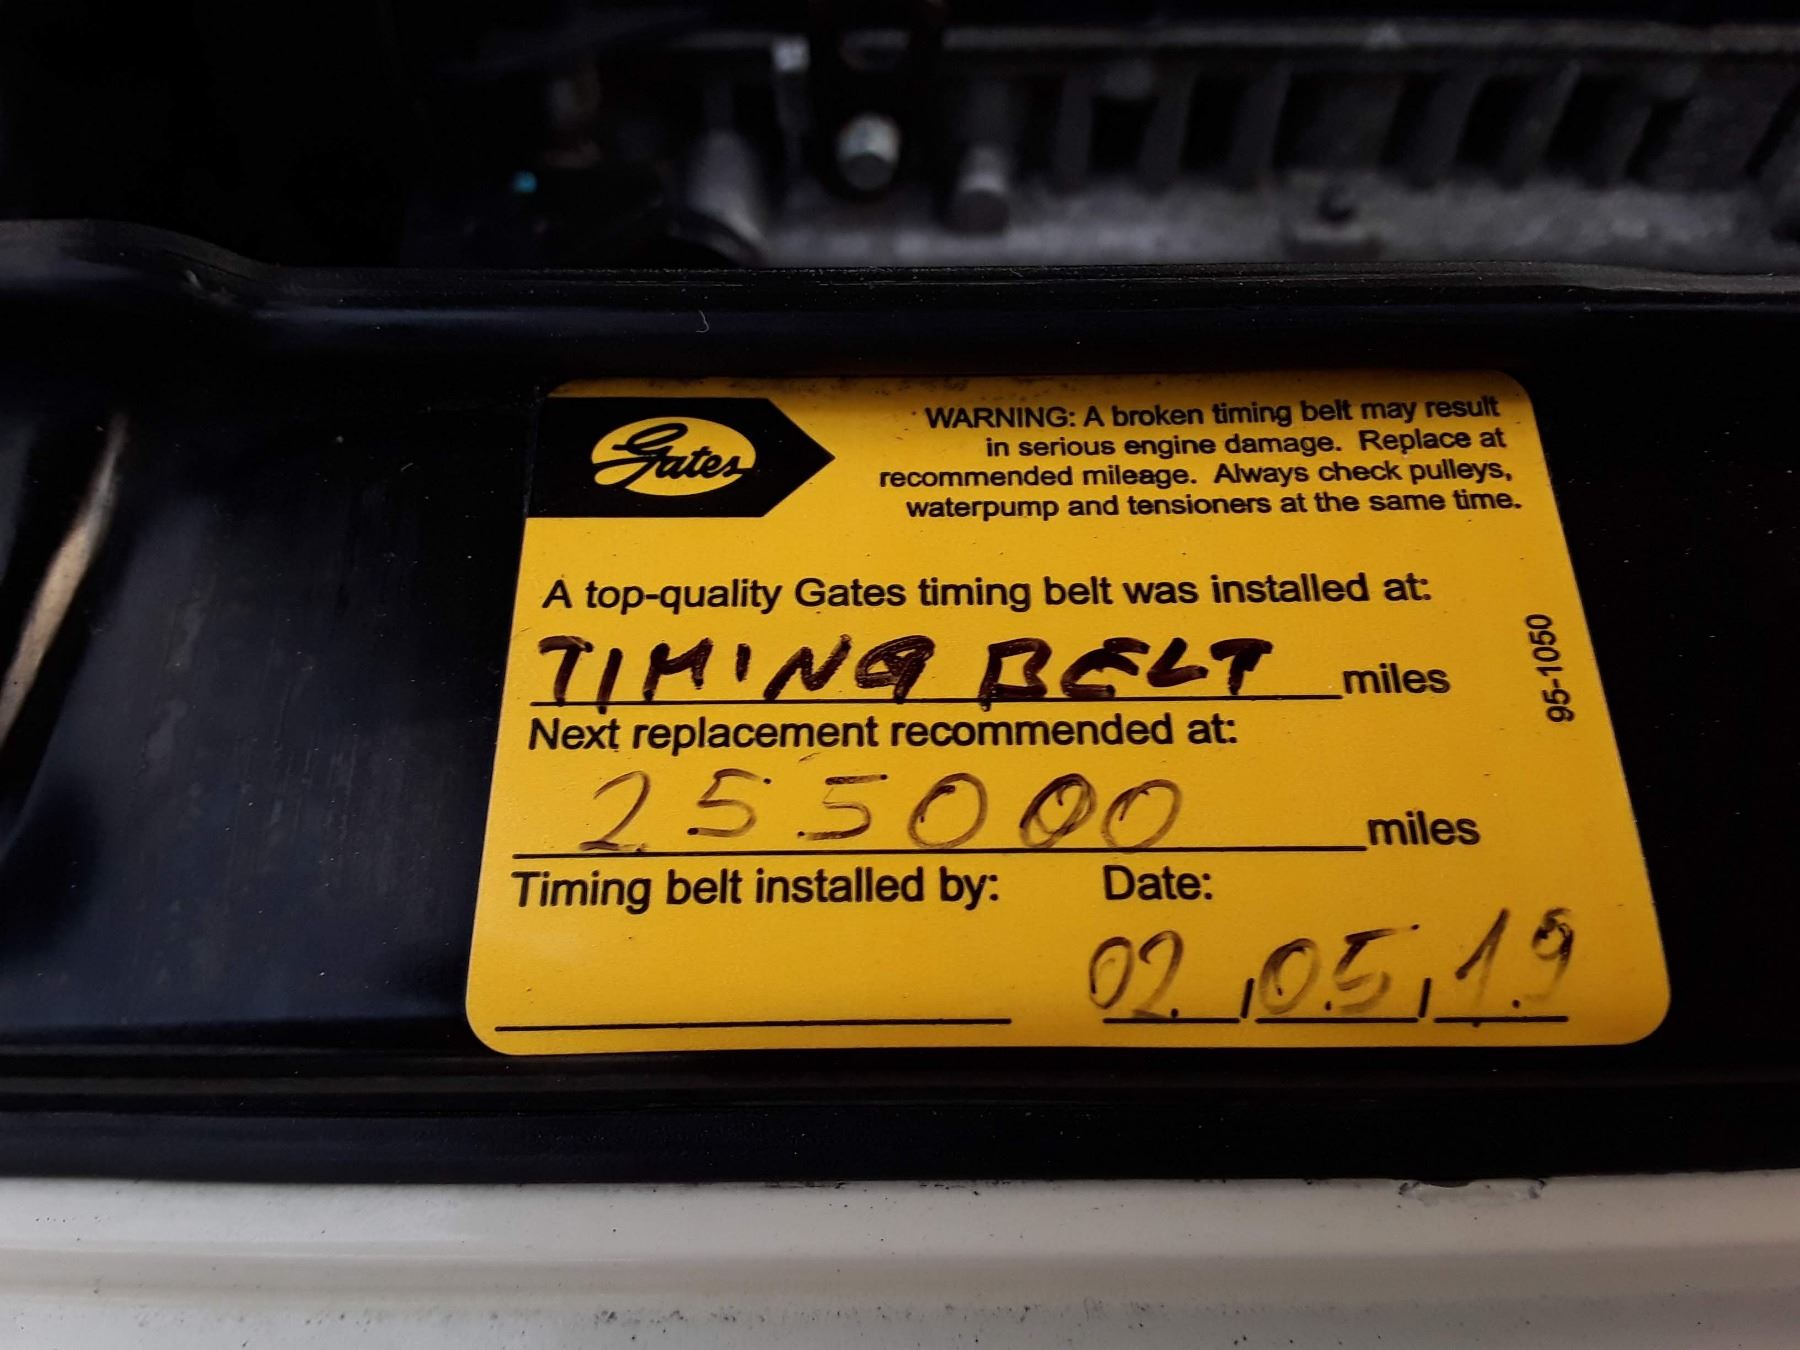 Gates
WARNING: A broken timing belt may result
in serious engine damage. Replace at
recommended mileage. Always check pulleys,
waterpump and tensioners at the same time.
A top-quality Gates timing belt was installed at:
TIMING BELT miles
Next replacement recommended at:
255000 miles
Timing belt installed by: Date:
02, 05, 19
95-1050